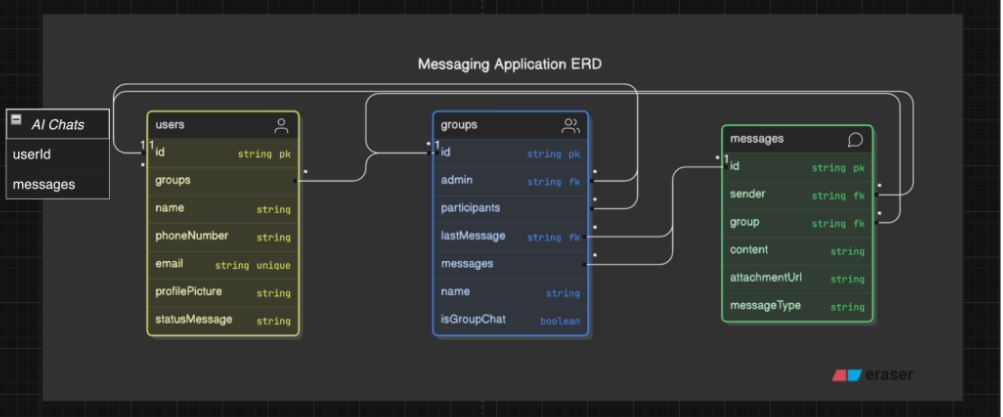 Messaging Application ERD
AI Chats
userId
messages
users
1 1 id string pk
*
groups *
name string
phoneNumber string
email string unique
profilePicture string
statusMessage string
groups
* 1 id string pk
admin string fk *
participants *
lastMessage string fk *
messages *
name string
isGroupChat boolean
messages
* 1 id string pk
sender string fk *
group string fk *
content string
attachmentUrl string
messageType string
eraser